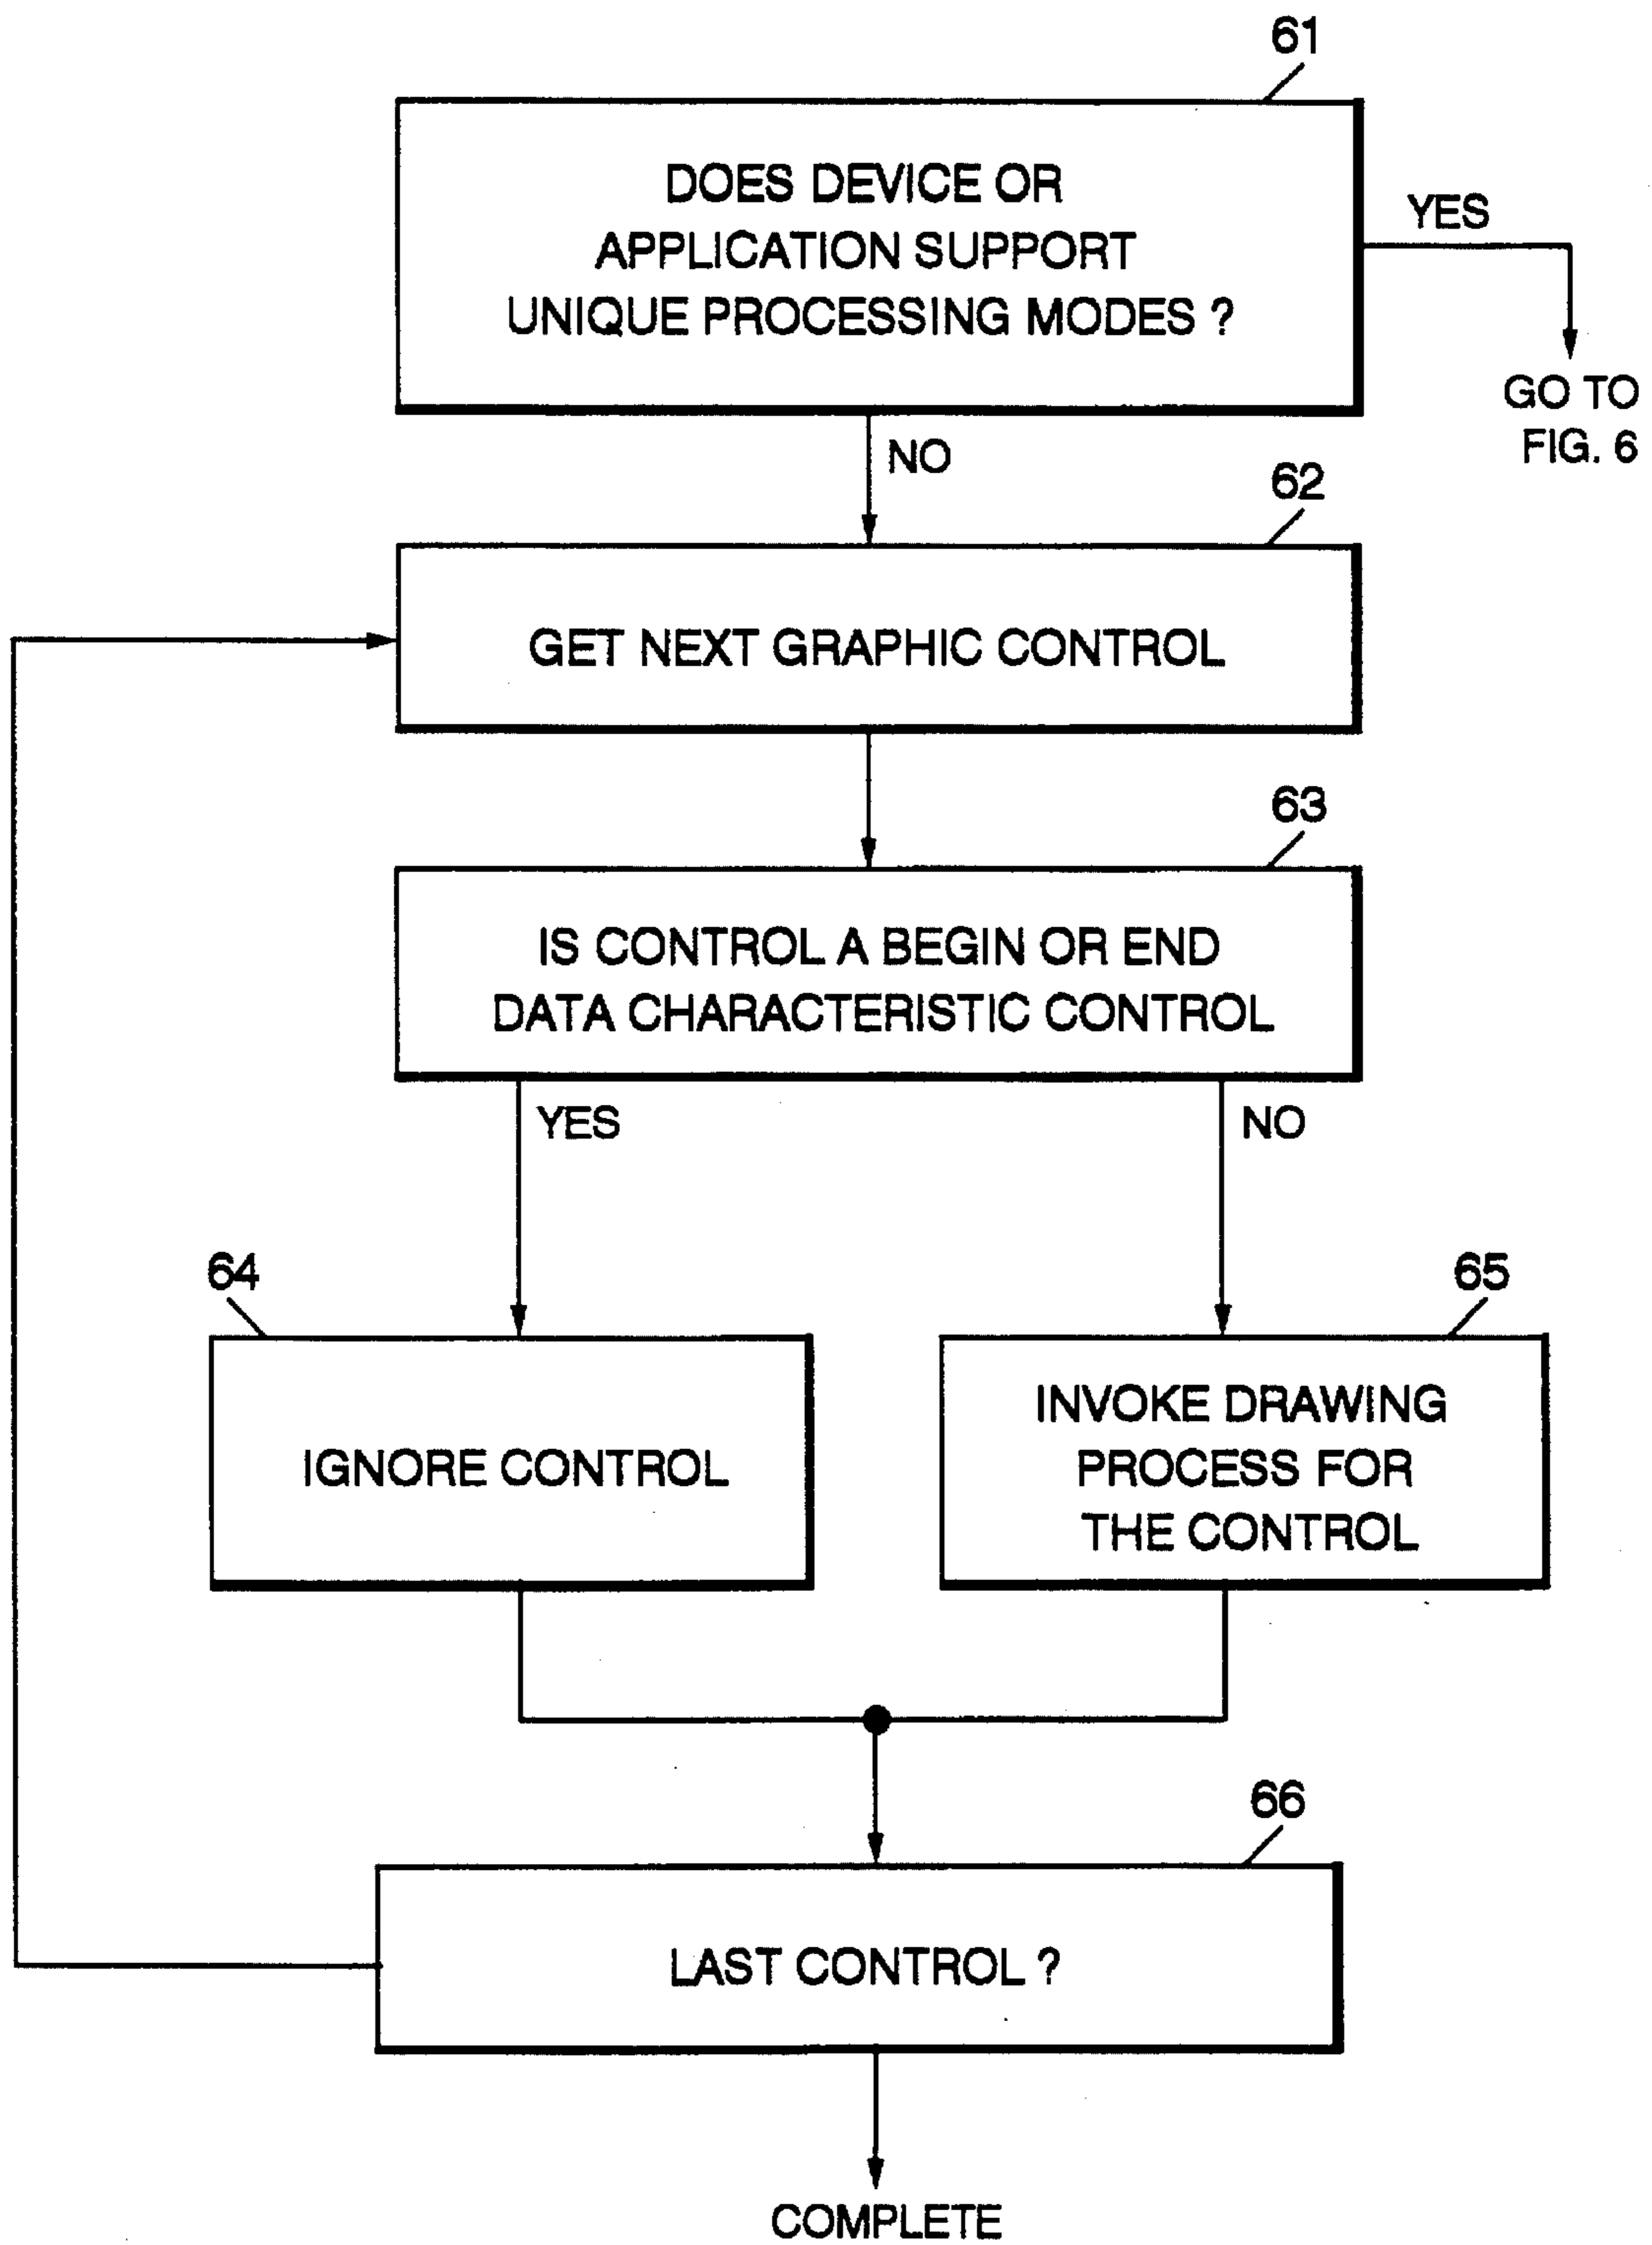 61
DOES DEVICE OR
APPLICATION SUPPORT
UNIQUE PROCESSING MODES ?
YES
GO TO
FIG. 6
NO
62
GET NEXT GRAPHIC CONTROL
63
IS CONTROL A BEGIN OR END
DATA CHARACTERISTIC CONTROL
YES
NO
64
IGNORE CONTROL
65
INVOKE DRAWING
PROCESS FOR
THE CONTROL
66
LAST CONTROL ?
COMPLETE